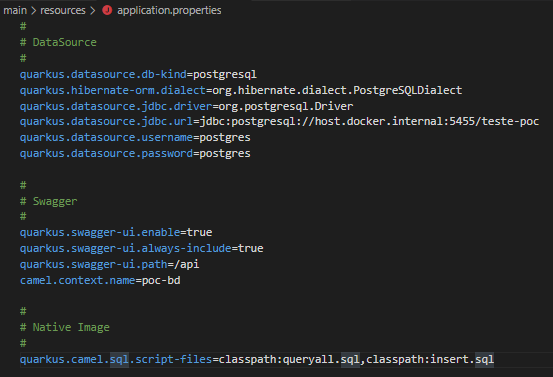 main > resources > application.properties
#
# DataSource
#
quarkus.datasource.db-kind=postgresql
quarkus.hibernate-orm.dialect=org.hibernate.dialect.PostgreSQLDialect
quarkus.datasource.jdbc.driver=org.postgresql.Driver
quarkus.datasource.jdbc.url=jdbc:postgresql://host.docker.internal:5455/teste-poc
quarkus.datasource.username=postgres
quarkus.datasource.password=postgres
#
# Swagger
#
quarkus.swagger-ui.enable=true
quarkus.swagger-ui.always-include=true
quarkus.swagger-ui.path=/api
camel.context.name=poc-bd
#
# Native Image
#
quarkus.camel.sql.script-files=classpath:queryall.sql,classpath:insert.sql